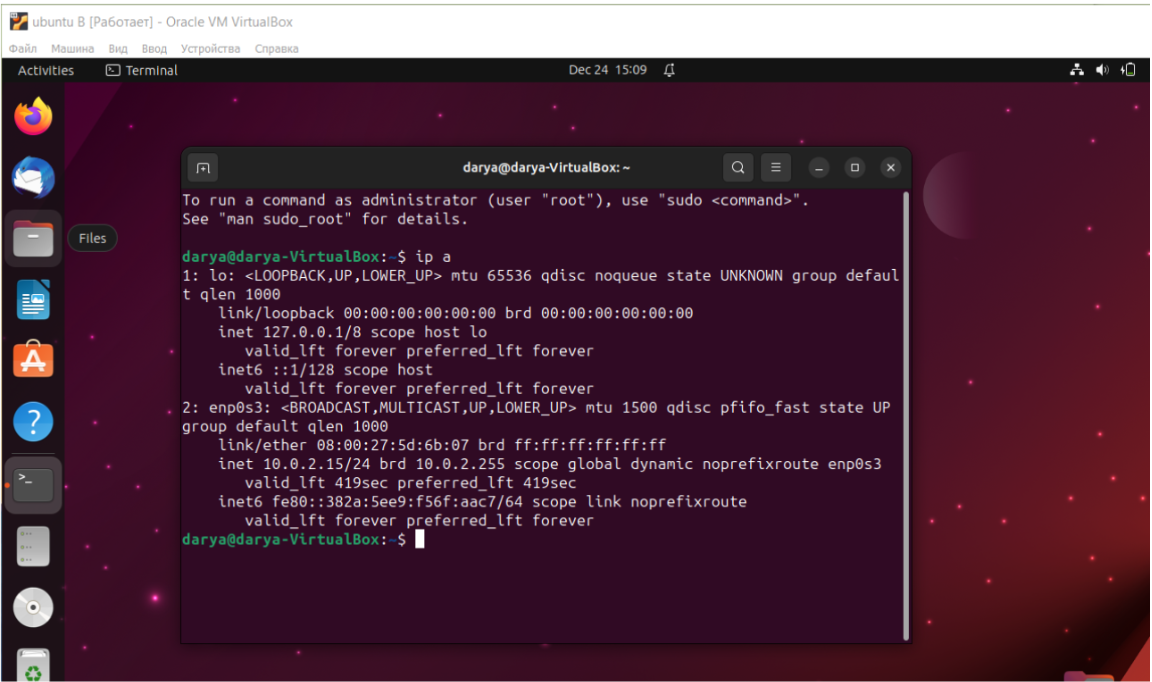 ubuntu B [Работает] - Oracle VM VirtualBox
Файл Машина Вид Ввод Устройства Справка
Activities Terminal Dec 24 15:09
darya@darya-VirtualBox: ~
To run a command as administrator (user "root"), use "sudo <command>".
See "man sudo_root" for details.
darya@darya-VirtualBox:~$ ip a
1: lo: <LOOPBACK,UP,LOWER_UP> mtu 65536 qdisc noqueue state UNKNOWN group defaul
t qlen 1000
link/loopback 00:00:00:00:00:00 brd 00:00:00:00:00:00
inet 127.0.0.1/8 scope host lo
valid_lft forever preferred_lft forever
inet6 ::1/128 scope host
valid_lft forever preferred_lft forever
2: enp0s3: <BROADCAST,MULTICAST,UP,LOWER_UP> mtu 1500 qdisc pfifo_fast state UP
group default qlen 1000
link/ether 08:00:27:5d:6b:07 brd ff:ff:ff:ff:ff:ff
inet 10.0.2.15/24 brd 10.0.2.255 scope global dynamic noprefixroute enp0s3
valid_lft 419sec preferred_lft 419sec
inet6 fe80::382a:5ee9:f56f:aac7/64 scope link noprefixroute
valid_lft forever preferred_lft forever
darya@darya-VirtualBox:~$
Files